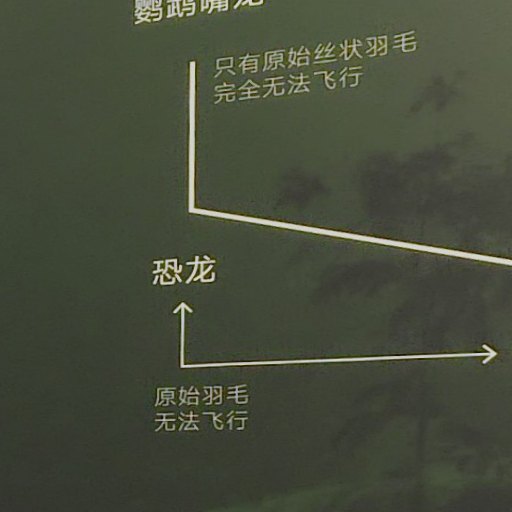 鹦鹉嘴龙
只有原始丝状羽毛
完全无法飞行
恐龙
原始羽毛
无法飞行